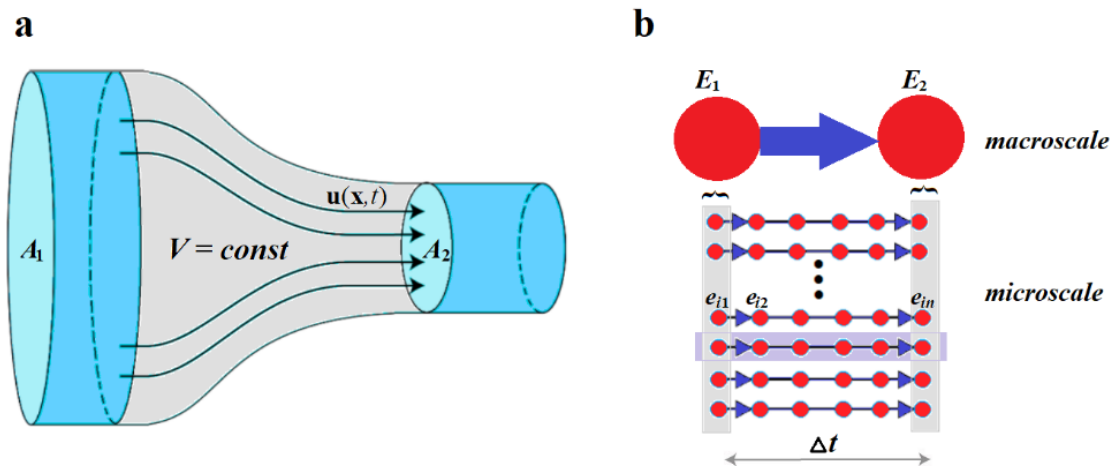 a
A₁
V = const
u(x,t)
A₂
b
E₁ E₂
macroscale
eᵢ₁ eᵢ₂ eᵢₙ
microscale
Δt